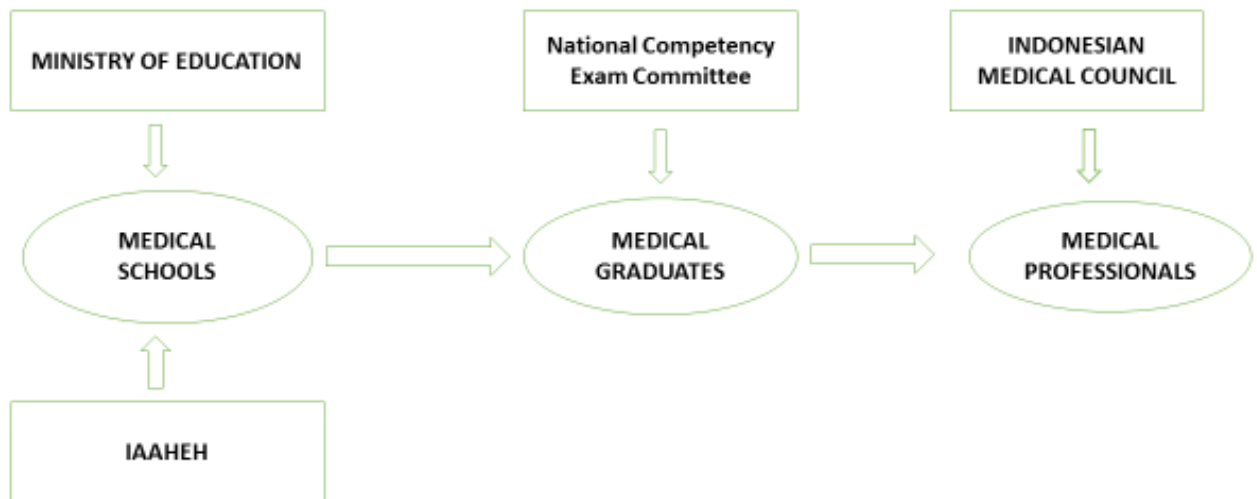 MINISTRY OF EDUCATION
National Competency
Exam Committee
INDONESIAN
MEDICAL COUNCIL
MEDICAL
SCHOOLS
MEDICAL
GRADUATES
MEDICAL
PROFESSIONALS
IAAHEH